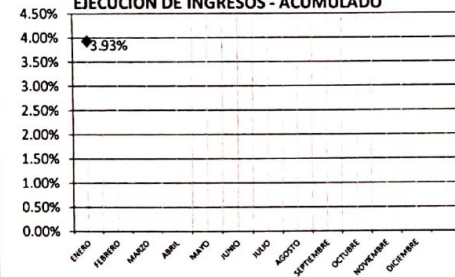 EJECUCIÓN DE INGRESOS - ACUMULADO
4.50%
4.00%
3.93%
3.50%
3.00%
2.50%
2.00%
1.50%
1.00%
0.50%
0.00%
ENERO
FEBRERO
MARZO
ABRIL
MAYO
JUNIO
JULIO
AGOSTO
SEPTIEMBRE
OCTUBRE
NOVIEMBRE
DICIEMBRE